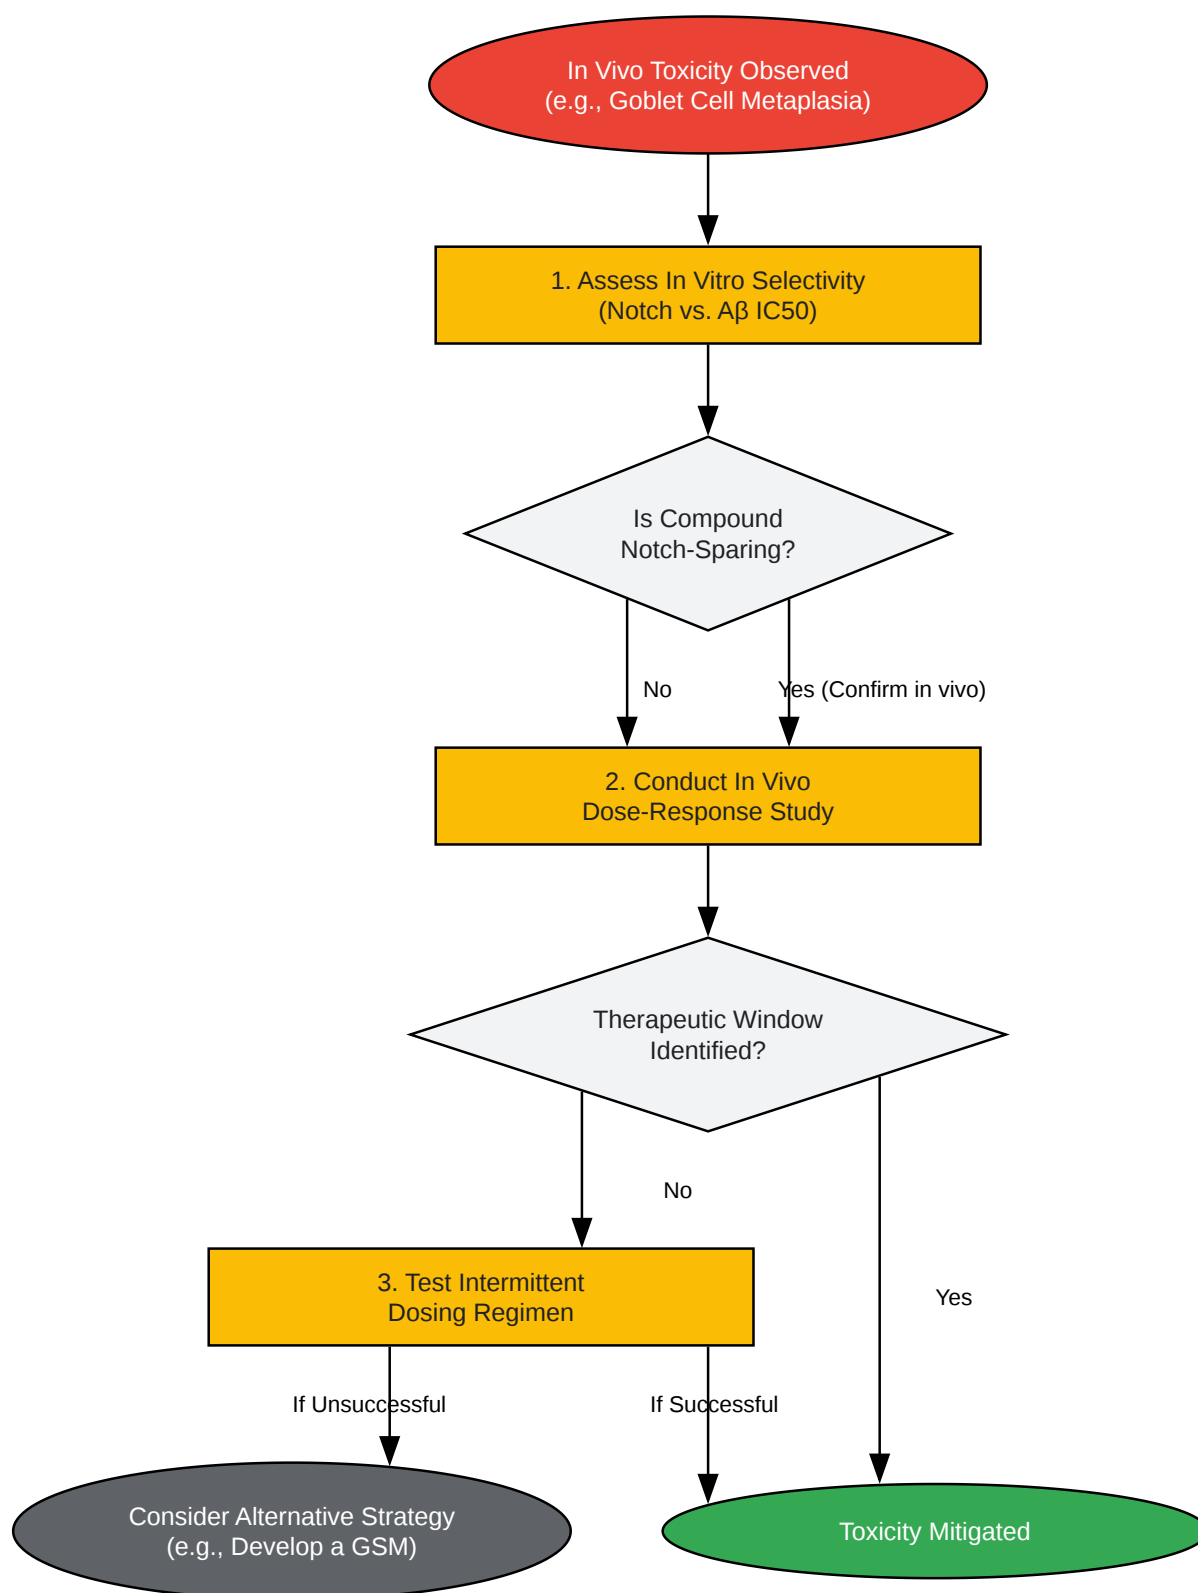 In Vivo Toxicity Observed
(e.g., Goblet Cell Metaplasia)
1. Assess In Vitro Selectivity
(Notch vs. Aβ IC50)
Is Compound
Notch-Sparing?
No
Yes (Confirm in vivo)
2. Conduct In Vivo
Dose-Response Study
Therapeutic Window
Identified?
No
Yes
3. Test Intermittent
Dosing Regimen
If Unsuccessful
If Successful
Consider Alternative Strategy
(e.g., Develop a GSM)
Toxicity Mitigated